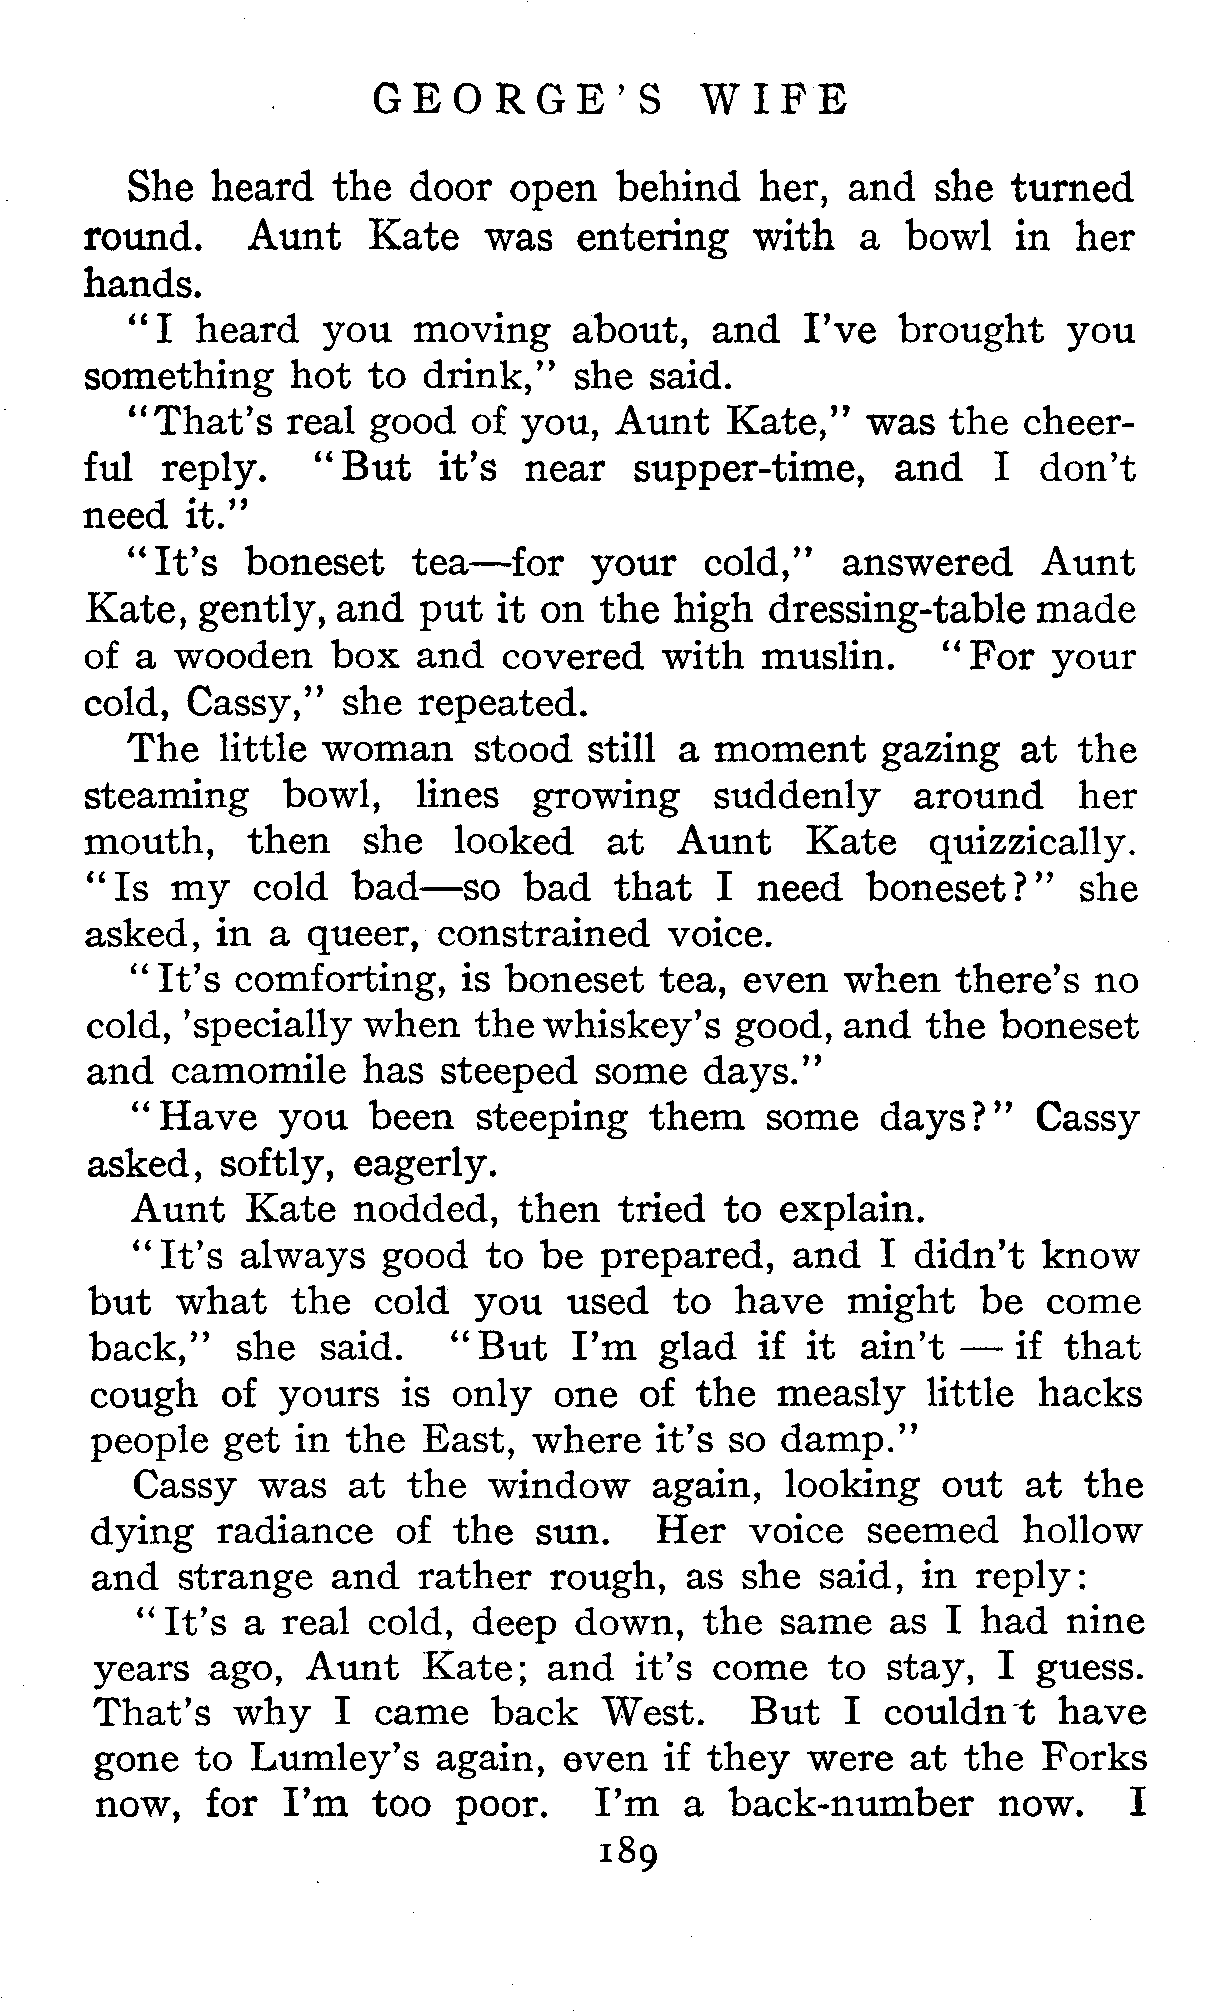 GEORGE'S WIFE
She heard the door open behind her, and she turned
round. Aunt Kate was entering with a bowl in her
hands.
"I heard you moving about, and I've brought you
something hot to drink," she said.
"That's real good of you, Aunt Kate," was the cheer-
ful reply. "But it's near supper-time, and I don't
need it."
"It's boneset tea—for your cold," answered Aunt
Kate, gently, and put it on the high dressing-table made
of a wooden box and covered with muslin. "For your
cold, Cassy," she repeated.
The little woman stood still a moment gazing at the
steaming bowl, lines growing suddenly around her
mouth, then she looked at Aunt Kate quizzically.
"Is my cold bad—so bad that I need boneset?" she
asked, in a queer, constrained voice.
"It's comforting, is boneset tea, even when there's no
cold, 'specially when the whiskey's good, and the boneset
and camomile has steeped some days."
"Have you been steeping them some days?" Cassy
asked, softly, eagerly.
Aunt Kate nodded, then tried to explain.
"It's always good to be prepared, and I didn't know
but what the cold you used to have might be come
back," she said. "But I'm glad if it ain't — if that
cough of yours is only one of the measly little hacks
people get in the East, where it's so damp."
Cassy was at the window again, looking out at the
dying radiance of the sun. Her voice seemed hollow
and strange and rather rough, as she said, in reply:
"It's a real cold, deep down, the same as I had nine
years ago, Aunt Kate; and it's come to stay, I guess.
That's why I came back West. But I couldn't have
gone to Lumley's again, even if they were at the Forks
now, for I'm too poor. I'm a back-number now. I
189